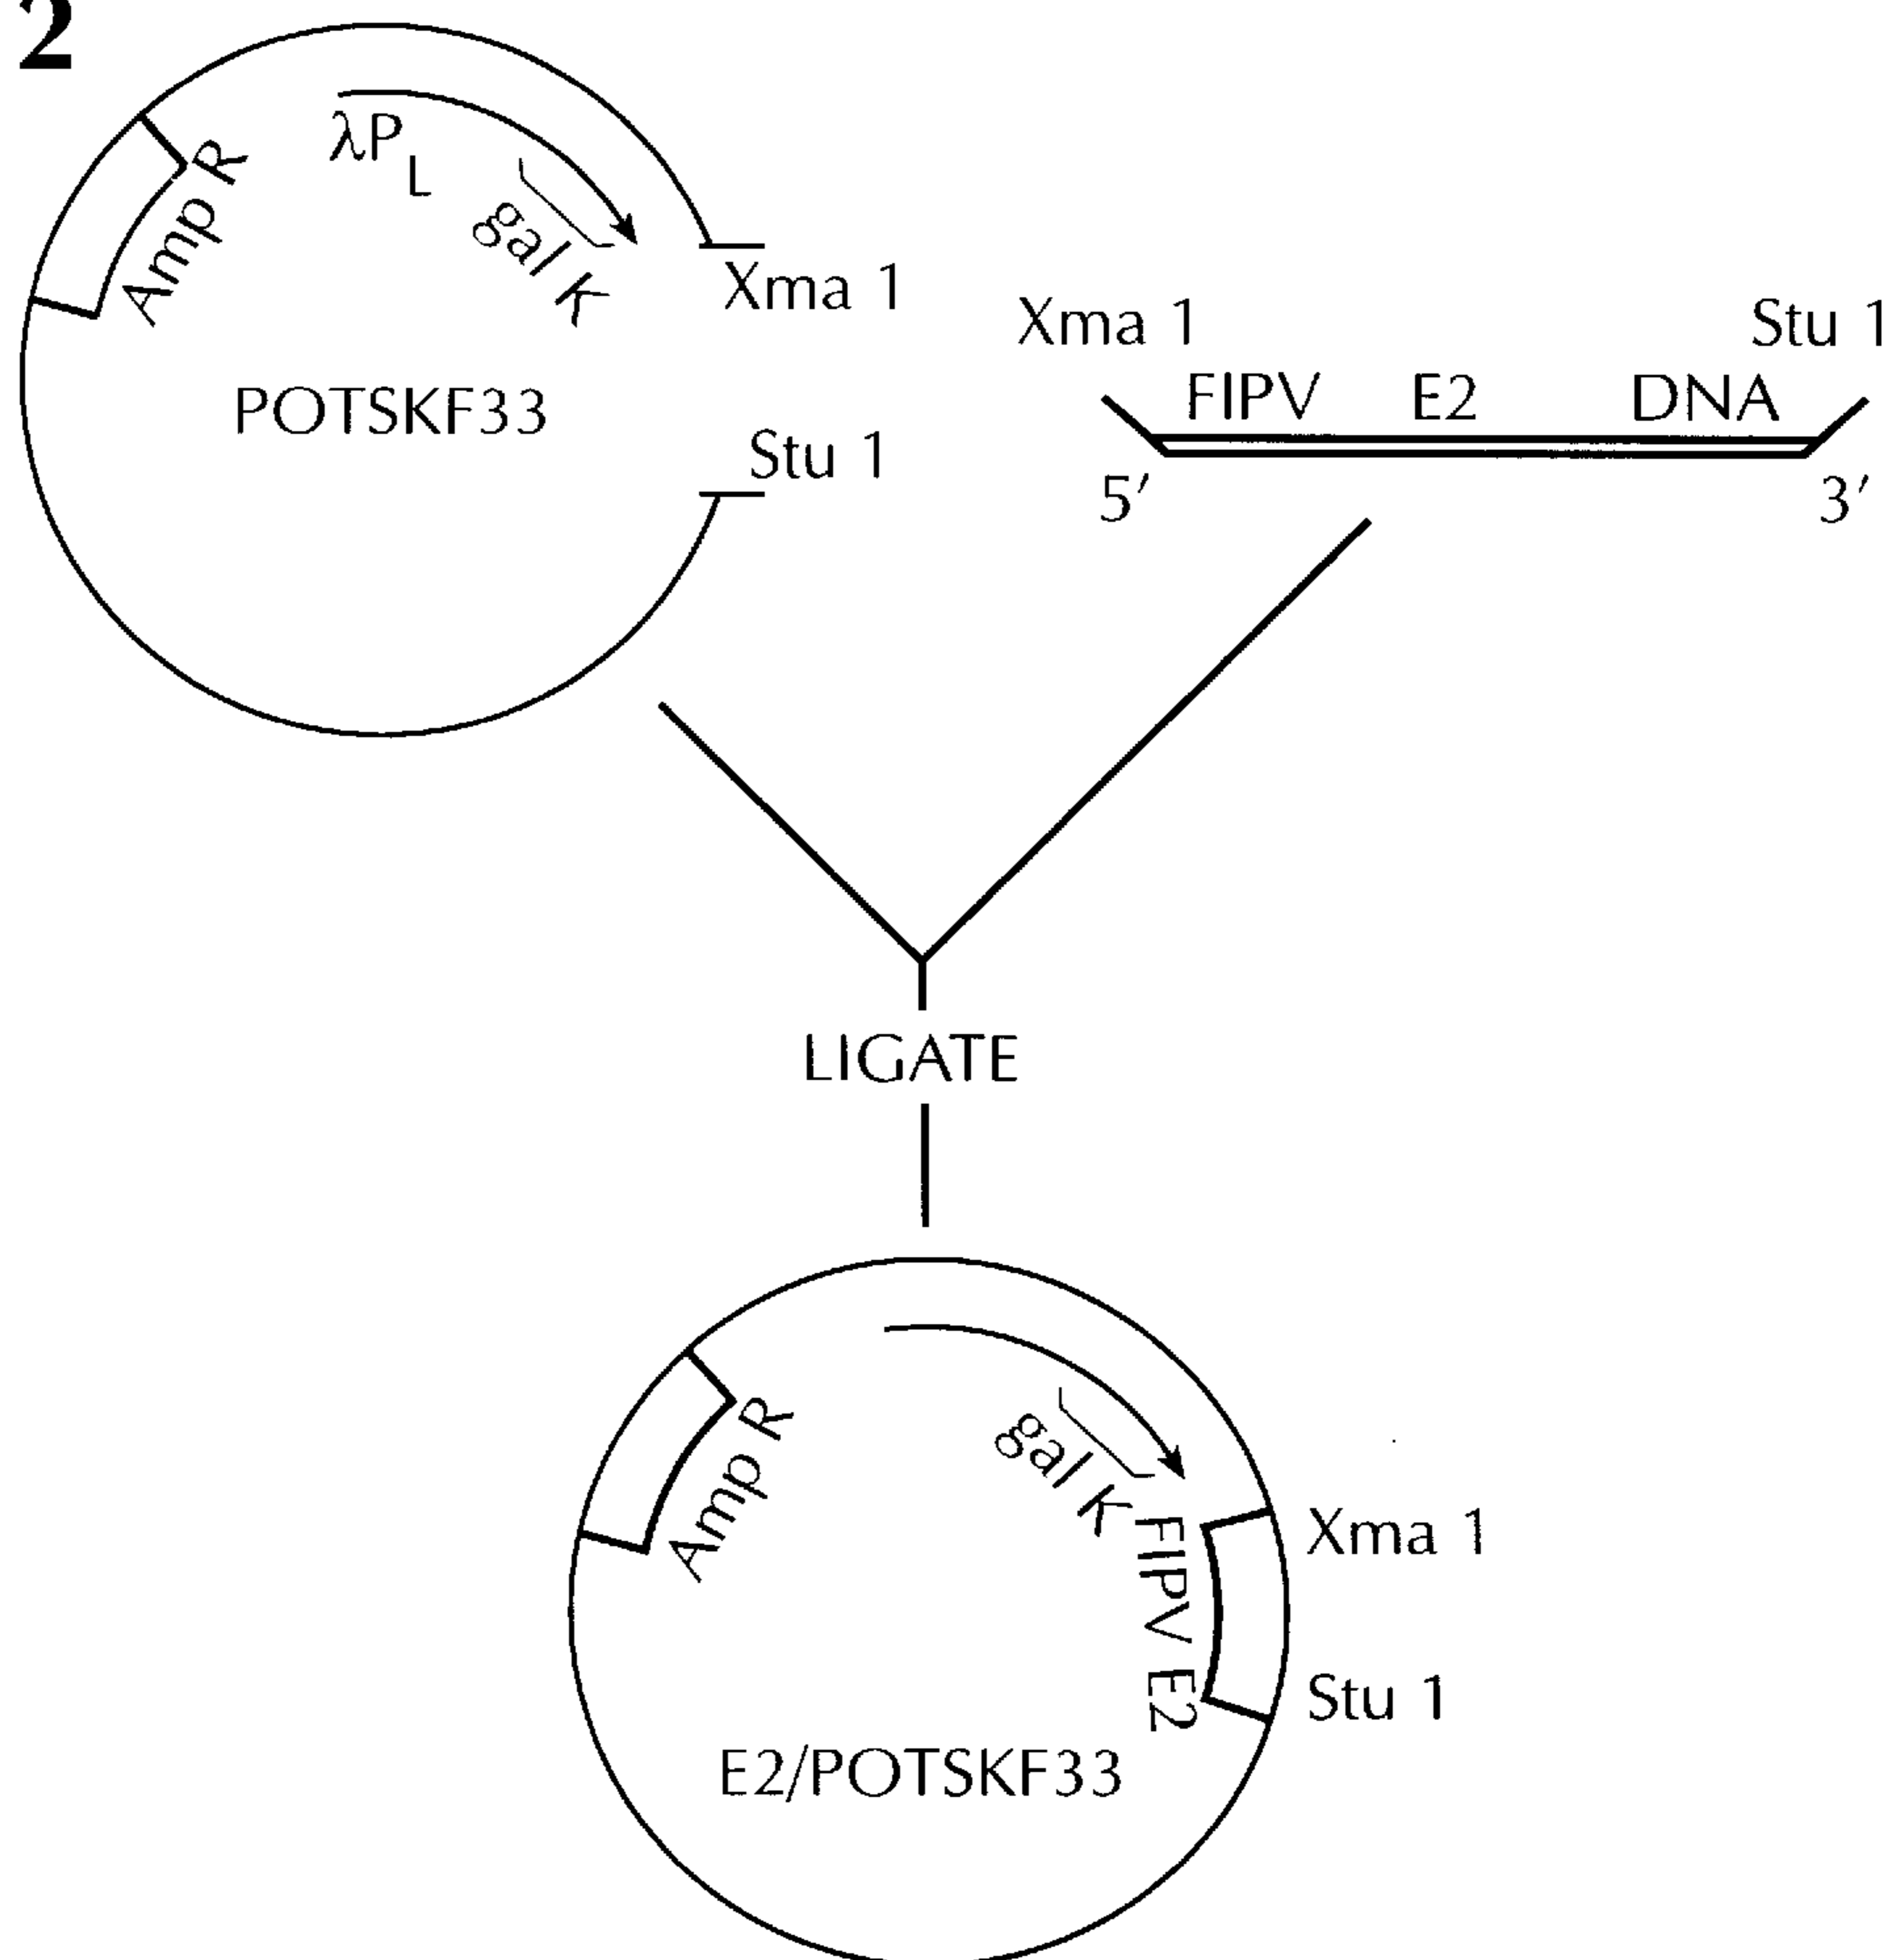 2
λPL
gal K
Amp R
Xma 1
POTSKF33
Stu 1
Xma 1
Stu 1
FIPV E2 DNA
5′
3′
LIGATE
Amp R
gal K
FIPV E2
Xma 1
Stu 1
E2/POTSKF33